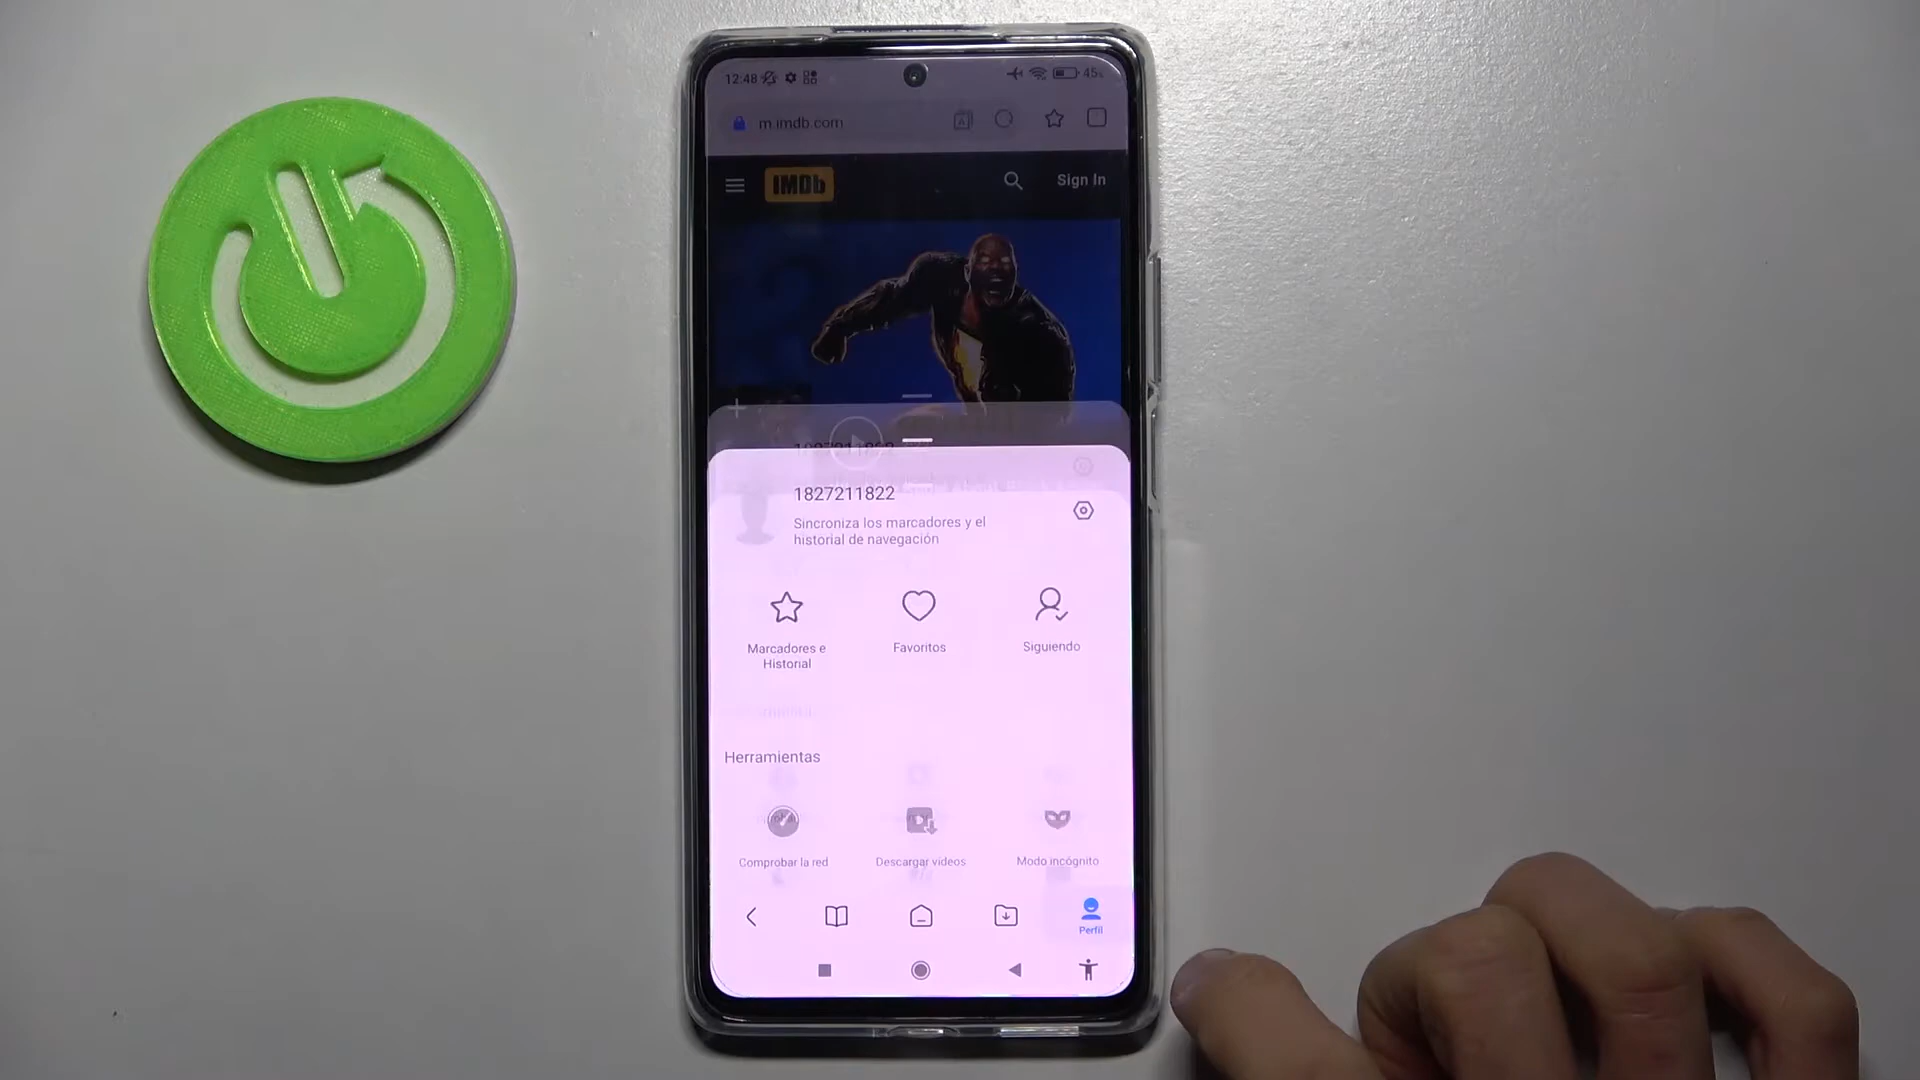 12:48 45%
m.imdb.com
IMDb Sign In
1827211822
Sincroniza los marcadores y el
historial de navegación
Marcadores e
Historial
Favoritos
Siguiendo
Herramientas
Comprobar la red
Descargar videos
Modo incógnito
Perfil